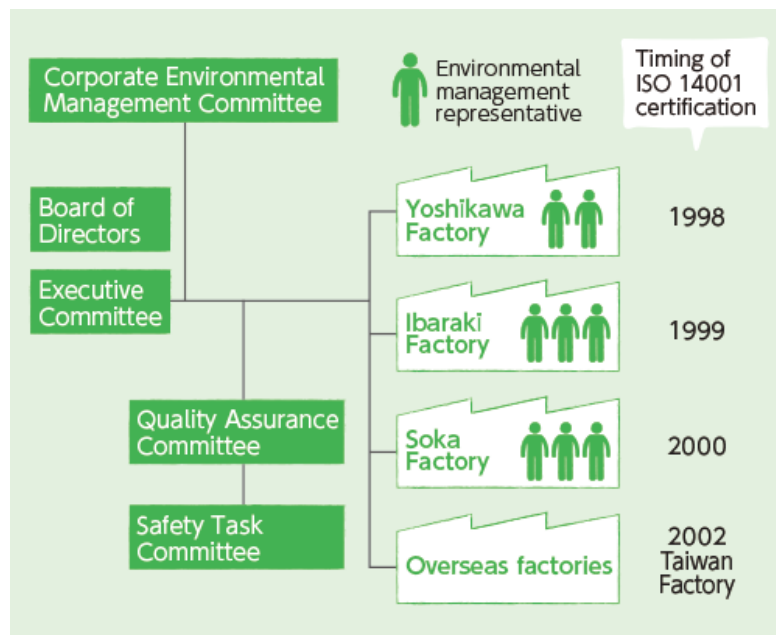 Corporate Environmental
Management Committee
Environmental
management
representative
Timing of
ISO 14001
certification
Board of
Directors
Executive
Committee
Quality Assurance
Committee
Safety Task
Committee
Yoshikawa
Factory
1998
Ibaraki
Factory
1999
Soka
Factory
2000
Overseas factories
2002
Taiwan
Factory